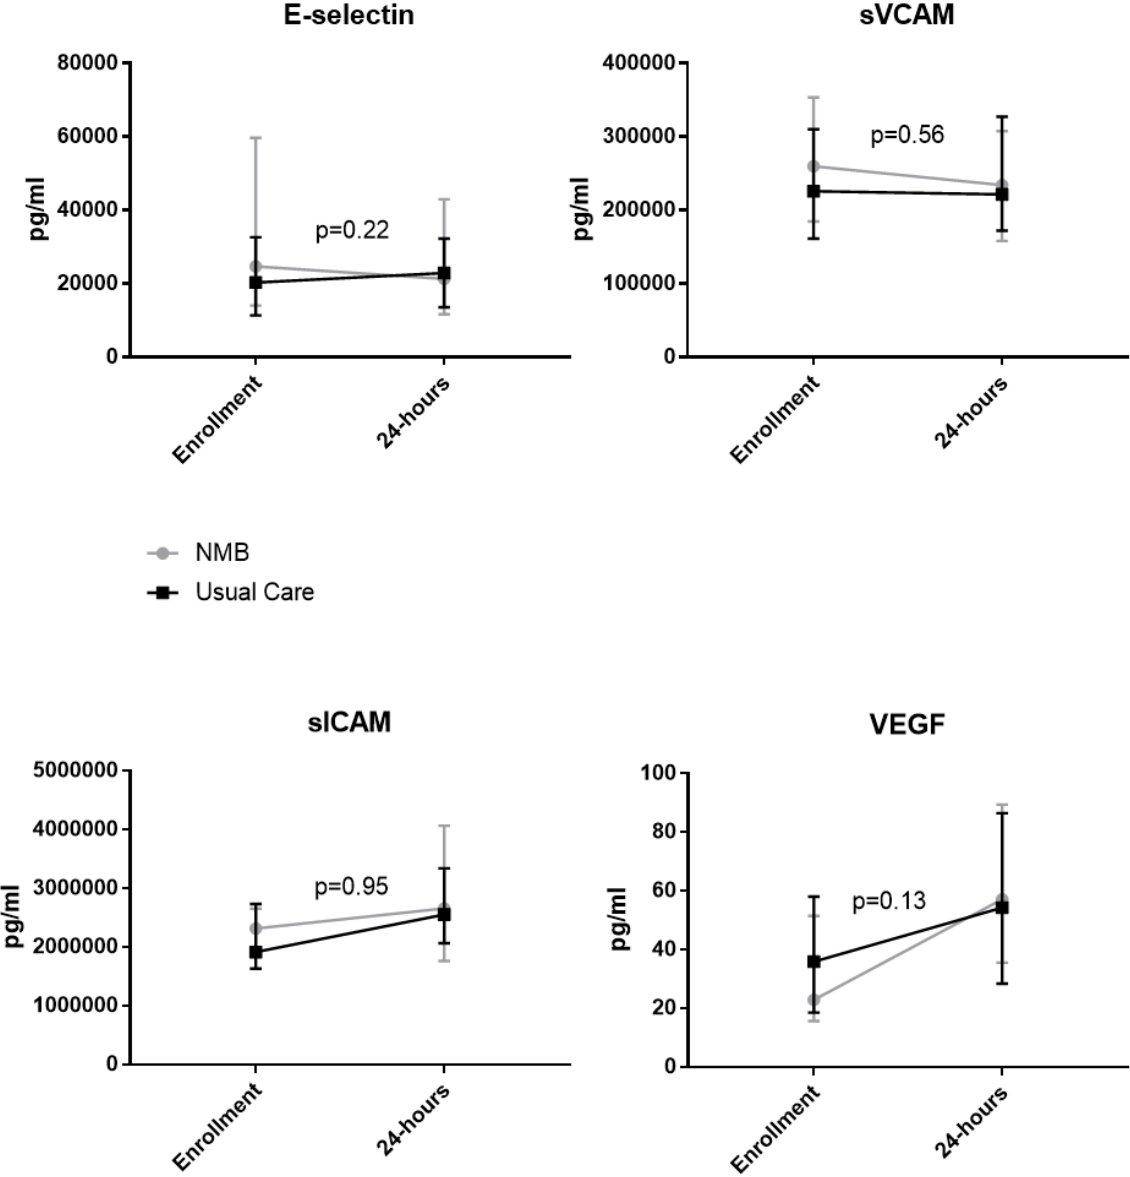 E-selectin
80000
60000
40000
20000
0
pg/ml
p=0.22
Enrollment
24-hours
sVCAM
400000
300000
200000
100000
0
pg/ml
p=0.56
Enrollment
24-hours
NMB
Usual Care
sICAM
5000000
4000000
3000000
2000000
1000000
0
pg/ml
p=0.95
Enrollment
24-hours
VEGF
100
80
60
40
20
0
pg/ml
p=0.13
Enrollment
24-hours